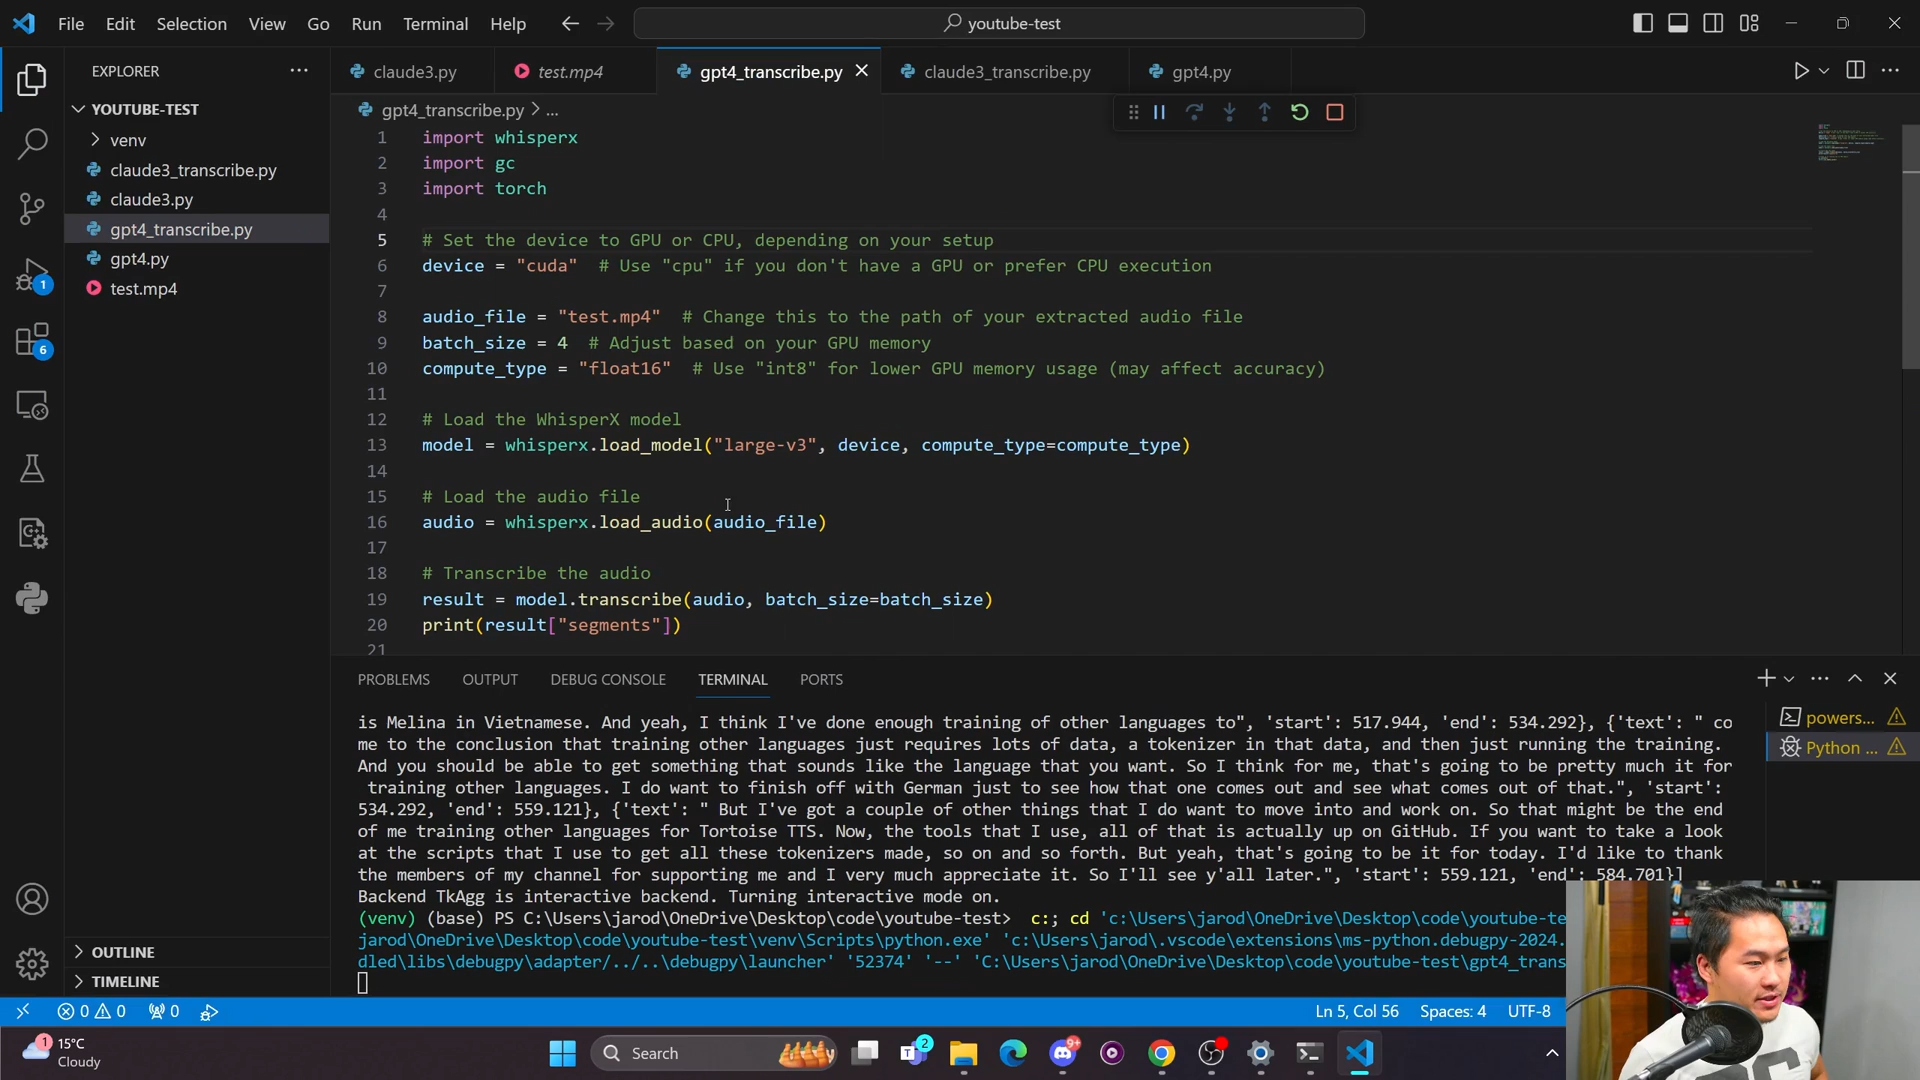 File Edit Selection View Go Run Terminal Help
youtube-test
EXPLORER
YOUTUBE-TEST
venv
claude3_transcribe.py
claude3.py
gpt4_transcribe.py
gpt4.py
test.mp4
OUTLINE
TIMELINE
1
6
claude3.py test.mp4 gpt4_transcribe.py claude3_transcribe.py gpt4.py
gpt4_transcribe.py > ...
1 import whisperx
2 import gc
3 import torch
4
5 # Set the device to GPU or CPU, depending on your setup
6 device = "cuda"  # Use "cpu" if you don't have a GPU or prefer CPU execution
7
8 audio_file = "test.mp4"  # Change this to the path of your extracted audio file
9 batch_size = 4  # Adjust based on your GPU memory
10 compute_type = "float16"  # Use "int8" for lower GPU memory usage (may affect accuracy)
11
12 # Load the WhisperX model
13 model = whisperx.load_model("large-v3", device, compute_type=compute_type)
14
15 # Load the audio file
16 audio = whisperx.load_audio(audio_file)
17
18 # Transcribe the audio
19 result = model.transcribe(audio, batch_size=batch_size)
20 print(result["segments"])
21
PROBLEMS OUTPUT DEBUG CONSOLE TERMINAL PORTS
is Melina in Vietnamese. And yeah, I think I've done enough training of other languages to", 'start': 517.944, 'end': 534.292}, {'text': " co
me to the conclusion that training other languages just requires lots of data, a tokenizer in that data, and then just running the training.
And you should be able to get something that sounds like the language that you want. So I think for me, that's going to be pretty much it for
training other languages. I do want to finish off with German just to see how that one comes out and see what comes out of that.", 'start':
534.292, 'end': 559.121}, {'text': " But I've got a couple of other things that I do want to move into and work on. So that might be the end
of me training other languages for Tortoise TTS. Now, the tools that I use, all of that is actually up on GitHub. If you want to take a look
at the scripts that I use to get all these tokenizers made, so on and so forth. But yeah, that's going to be it for today. I'd like to thank
the members of my channel for supporting me and I very much appreciate it. So I'll see y'all later.", 'start': 559.121, 'end': 584.701}]
Backend TkAgg is interactive backend. Turning interactive mode on.
(venv) (base) PS C:\Users\jarod\OneDrive\Desktop\code\youtube-test>  c:; cd 'c:\Users\jarod\OneDrive\Desktop\code\youtube-te
jarod\OneDrive\Desktop\code\youtube-test\venv\Scripts\python.exe' 'c:\Users\jarod\.vscode\extensions\ms-python.debugpy-2024.
dled\libs\debugpy\adapter/../..\debugpy\launcher' '52374' '--' 'C:\Users\jarod\OneDrive\Desktop\code\youtube-test\gpt4_trans
powers...
Python ...
0 0 0
Ln 5, Col 56 Spaces: 4 UTF-8
1
15°C
Cloudy
Search
2
9+